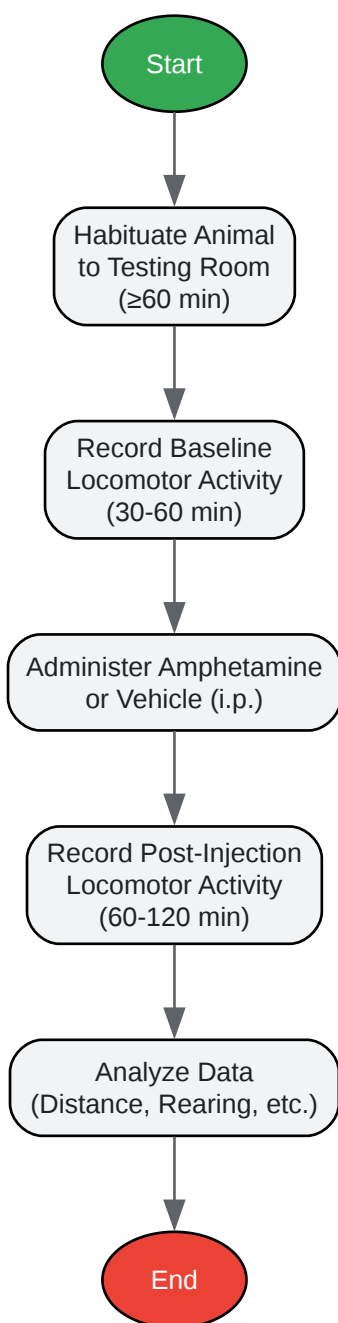 Start
Habituate Animal
to Testing Room
(≥60 min)
Record Baseline
Locomotor Activity
(30-60 min)
Administer Amphetamine
or Vehicle (i.p.)
Record Post-Injection
Locomotor Activity
(60-120 min)
Analyze Data
(Distance, Rearing, etc.)
End